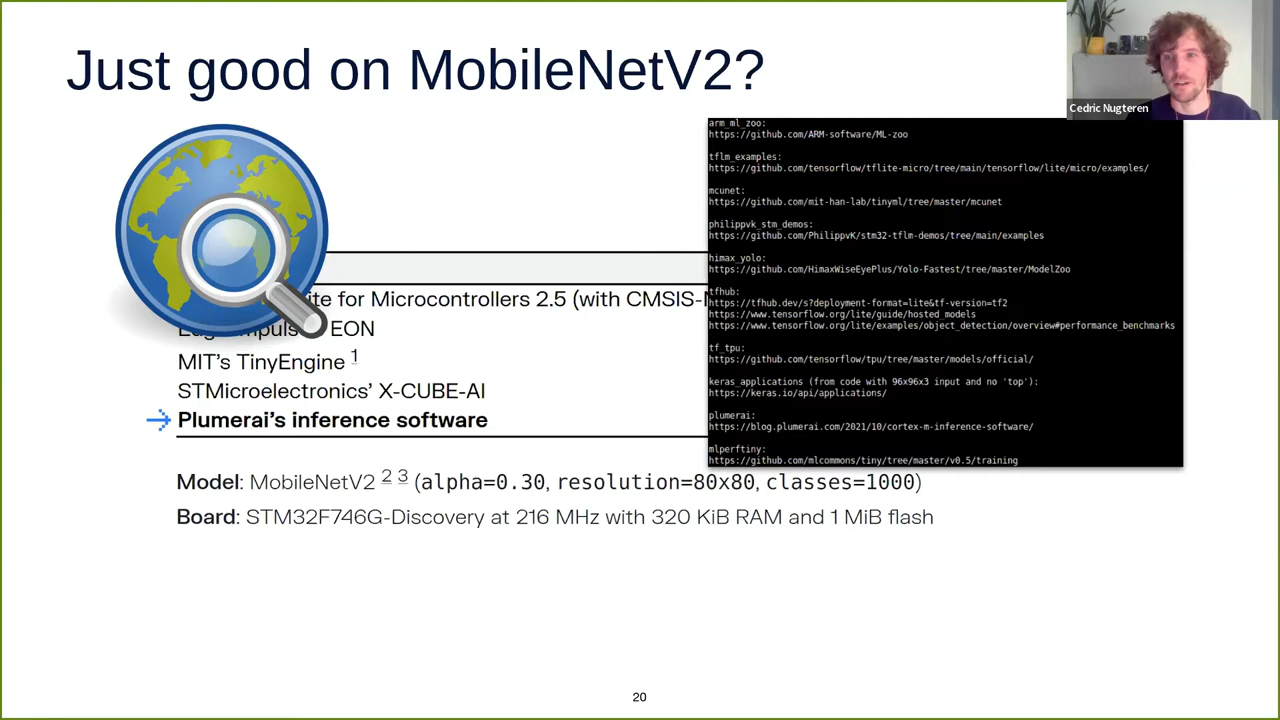 Just good on MobileNetV2?
Cedric Nugteren
arm_ml_zoo:
https://github.com/ARM-software/ML-zoo
tflm_examples:
https://github.com/tensorflow/tflite-micro/tree/main/tensorflow/lite/micro/examples/
mcunet:
https://github.com/mit-han-lab/tinyml/tree/master/mcunet
philippvk_stm_demos:
https://github.com/PhilippvK/stm32-tflm-demos/tree/main/examples
himax_yolo:
https://github.com/HimaxWiseEyePlus/Yolo-Fastest/tree/master/ModelZoo
tfhub:
https://tfhub.dev/s?deployment-format=lite&tf-version=tf2
https://www.tensorflow.org/lite/guide/hosted_models
https://www.tensorflow.org/lite/examples/object_detection/overview#performance_benchmarks
tf_tpu:
https://github.com/tensorflow/tpu/tree/master/models/official/
keras_applications (from code with 96x96x3 input and no 'top'):
https://keras.io/api/applications/
plumerai:
https://blog.plumerai.com/2021/10/cortex-m-inference-software/
mlperftiny:
https://github.com/mlcommons/tiny/tree/master/v0.5/training
for Microcontrollers 2.5 (with CMSIS-
EON
MIT's TinyEngine 1
STMicroelectronics' X-CUBE-AI
Plumerai's inference software
Model: MobileNetV2 2 3 (alpha=0.30, resolution=80x80, classes=1000)
Board: STM32F746G-Discovery at 216 MHz with 320 KiB RAM and 1 MiB flash
20